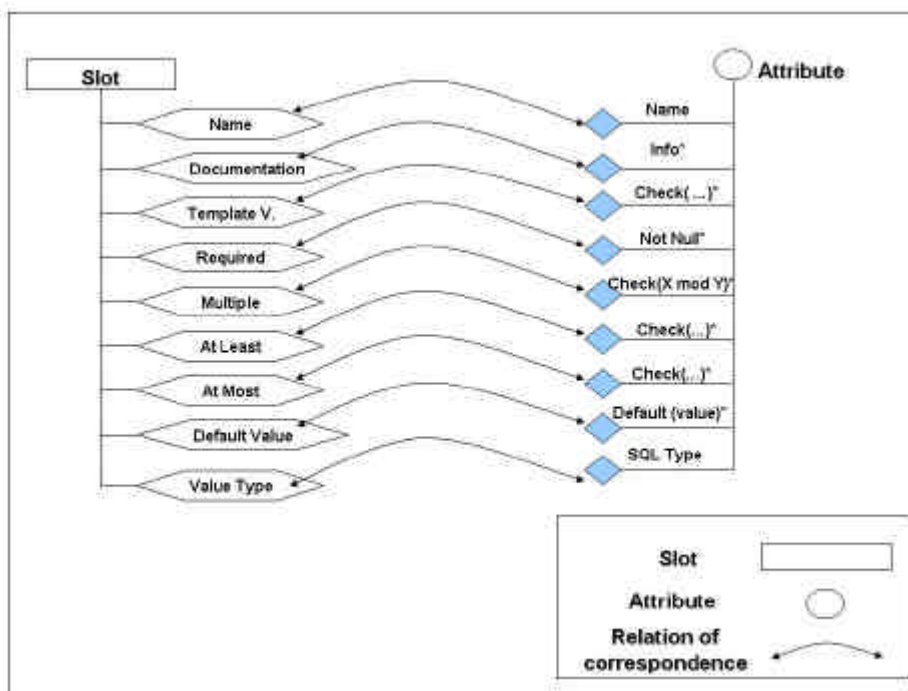 Slot
Attribute
Name
Name
Documentation
Info"
Template V.
Check( ...)"
Required
Not Null"
Multiple
Check(X mod Y)"
At Least
Check(...)"
At Most
Check(...)"
Default Value
Default (value)"
Value Type
SQL Type
Slot
Attribute
Relation of
correspondence